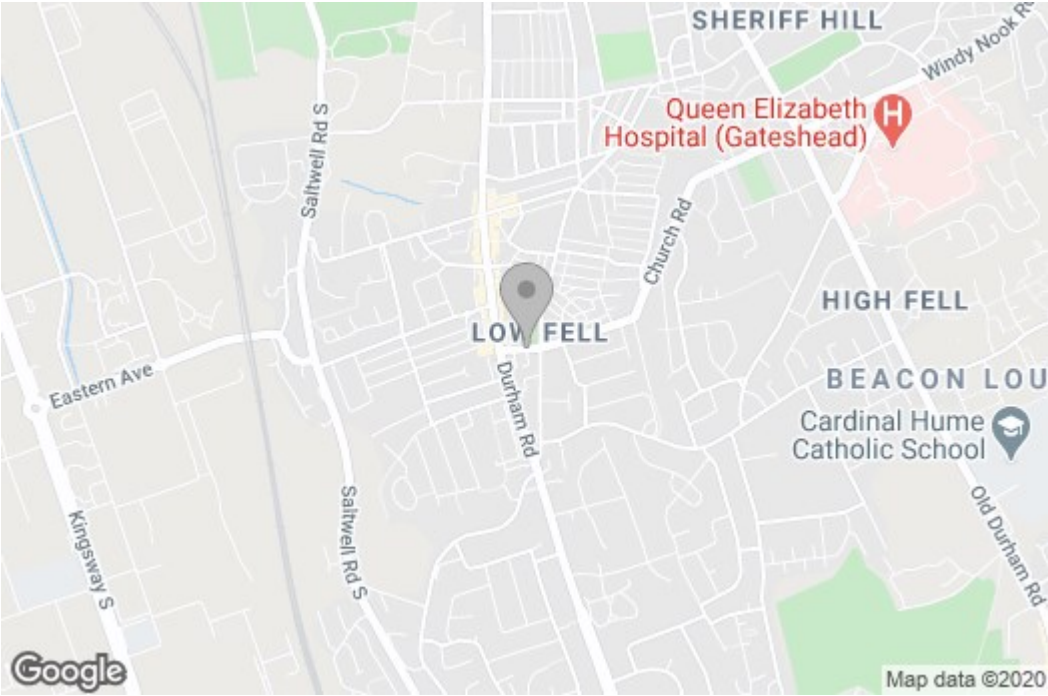 SHERIFF HILL
Windy Nook Rd
Queen Elizabeth
Hospital (Gateshead)
H
Saltwell Rd S
Church Rd
HIGH FELL
LOW FELL
Eastern Ave
Durham Rd
BEACON LOU
Cardinal Hume
Catholic School
Saltwell Rd S
Kingsway S
Old Durham Rd
Google
Map data ©2020